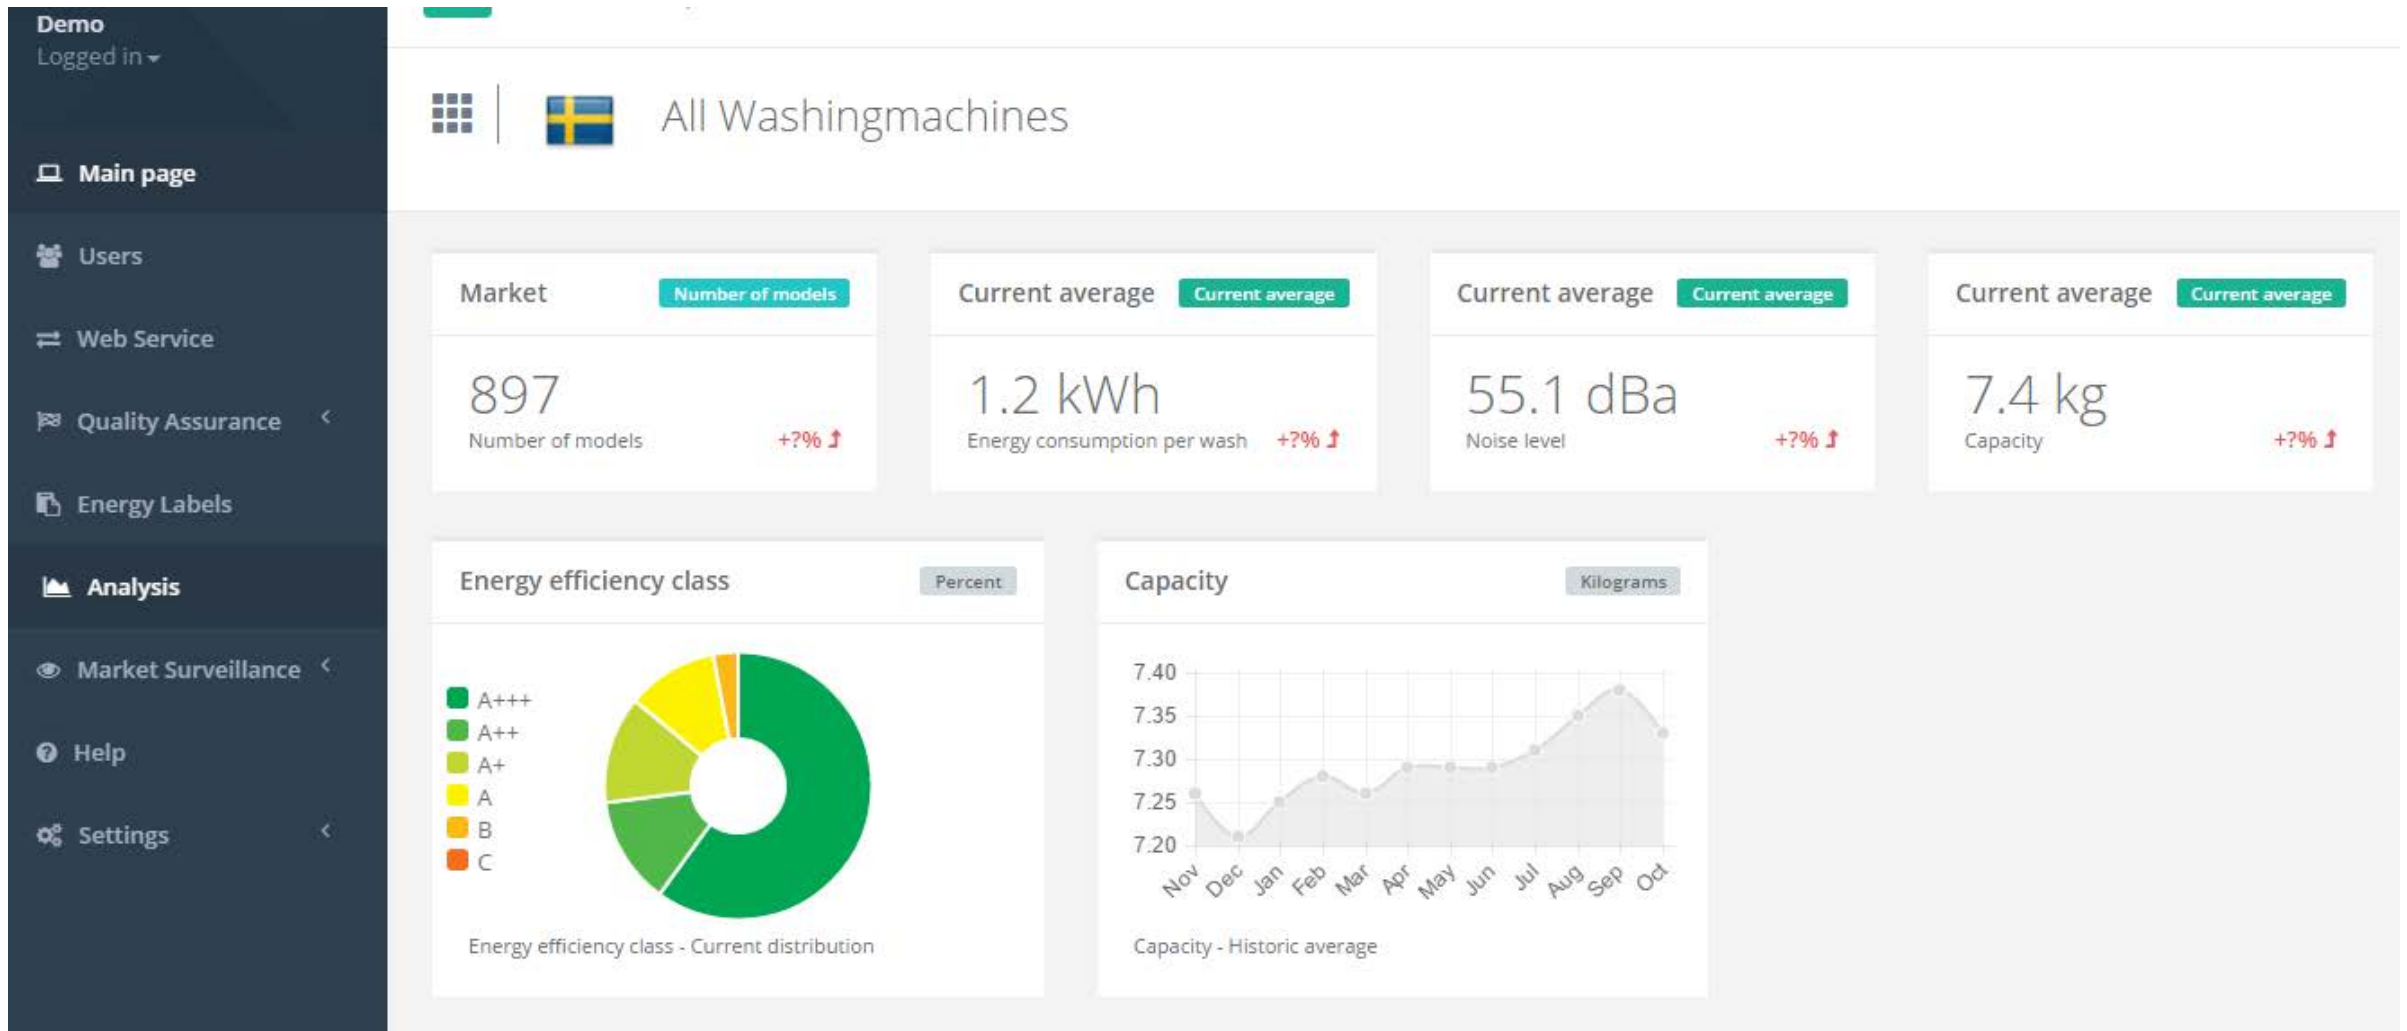 Demo
Logged in
Main page
Users
Web Service
Quality Assurance
Energy Labels
Analysis
Market Surveillance
Help
Settings
All Washingmachines
Market Number of models
897
Number of models +?%
Current average Current average
1.2 kWh
Energy consumption per wash +?%
Current average Current average
55.1 dBa
Noise level +?%
Current average Current average
7.4 kg
Capacity +?%
Energy efficiency class Percent
A+++
A++
A+
A
B
C
Energy efficiency class - Current distribution
Capacity Kilograms
7.40
7.35
7.30
7.25
7.20
Nov Dec Jan Feb Mar Apr May Jun Jul Aug Sep Oct
Capacity - Historic average